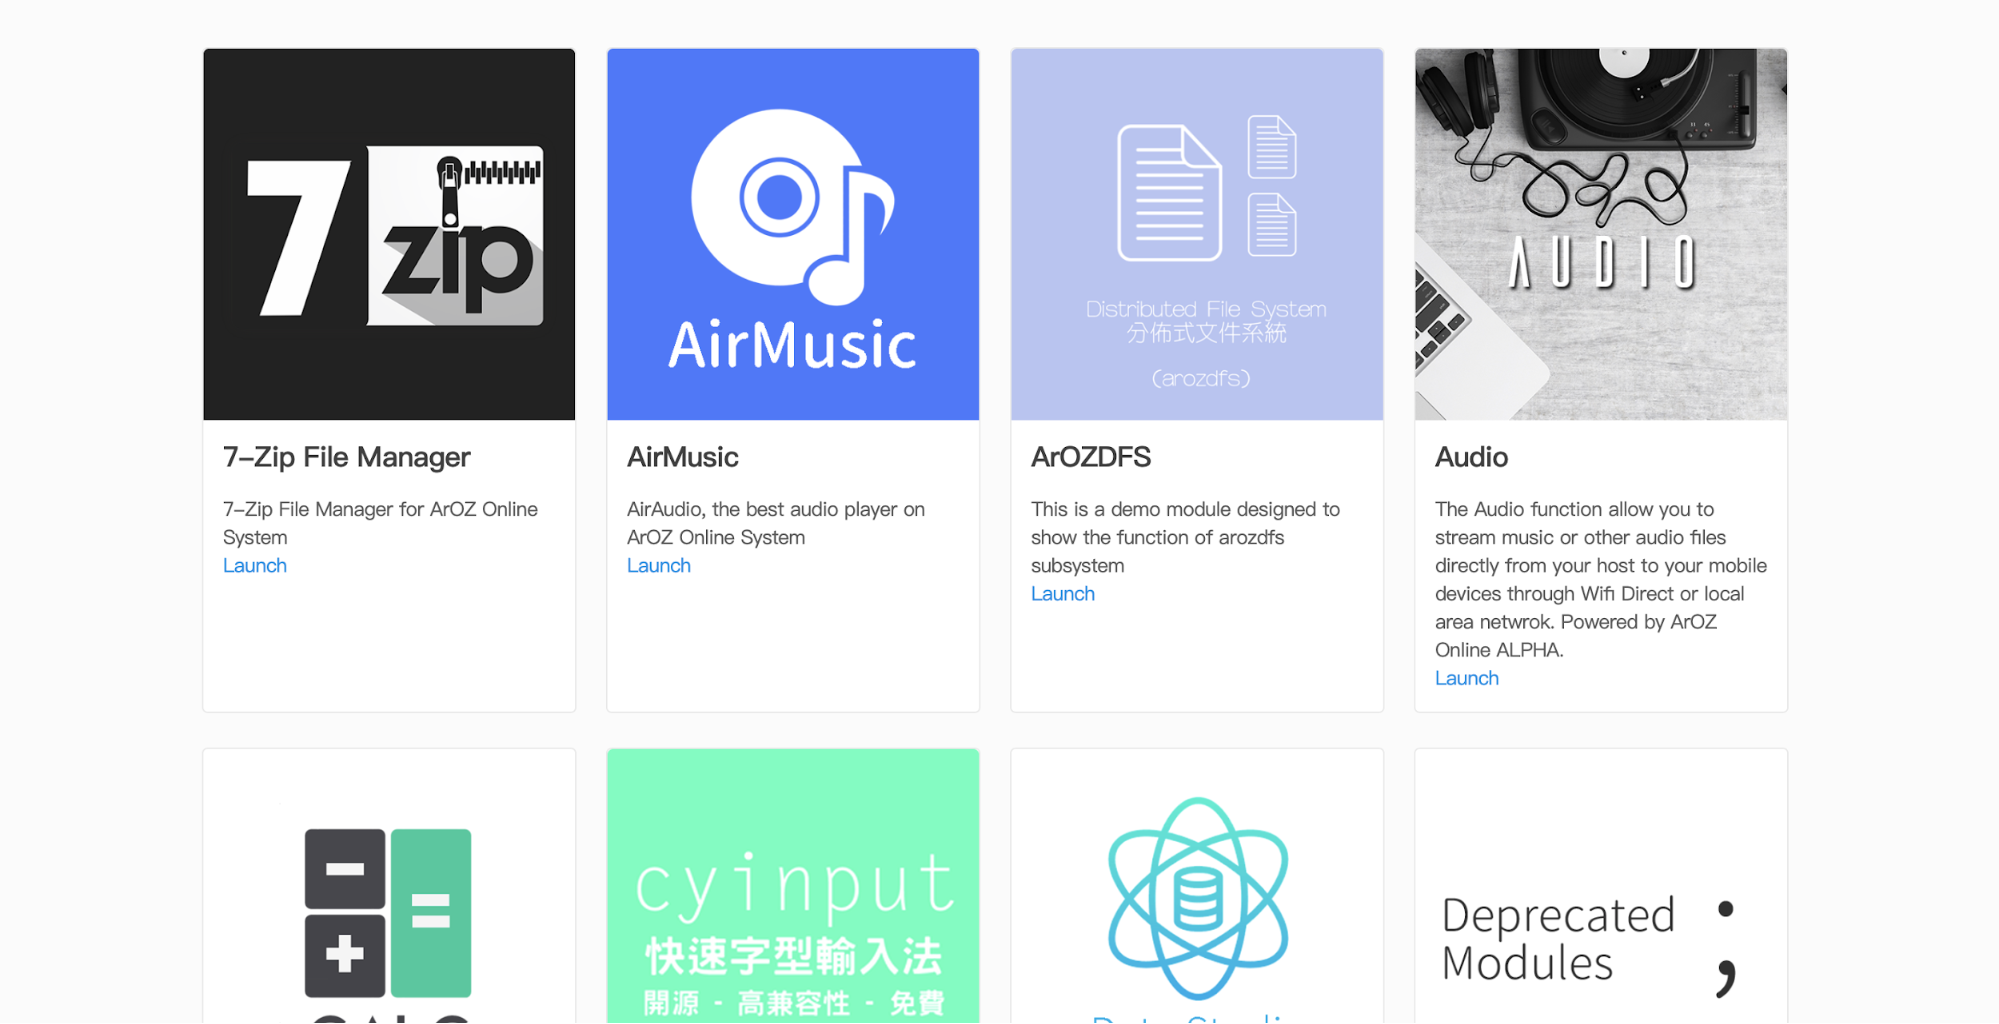 7 zip
AirMusic
Distributed File System
分佈式文件系統
(arozdfs)
AUDIO
7-Zip File Manager
7-Zip File Manager for ArOZ Online
System
Launch
AirMusic
AirAudio, the best audio player on
ArOZ Online System
Launch
ArOZDFS
This is a demo module designed to
show the function of arozdfs
subsystem
Launch
Audio
The Audio function allow you to
stream music or other audio files
directly from your host to your mobile
devices through Wifi Direct or local
area netwrok. Powered by ArOZ
Online ALPHA.
Launch
cyinput
快速字型輸入法
開源 - 高兼容性 - 免費
Deprecated
Modules ;